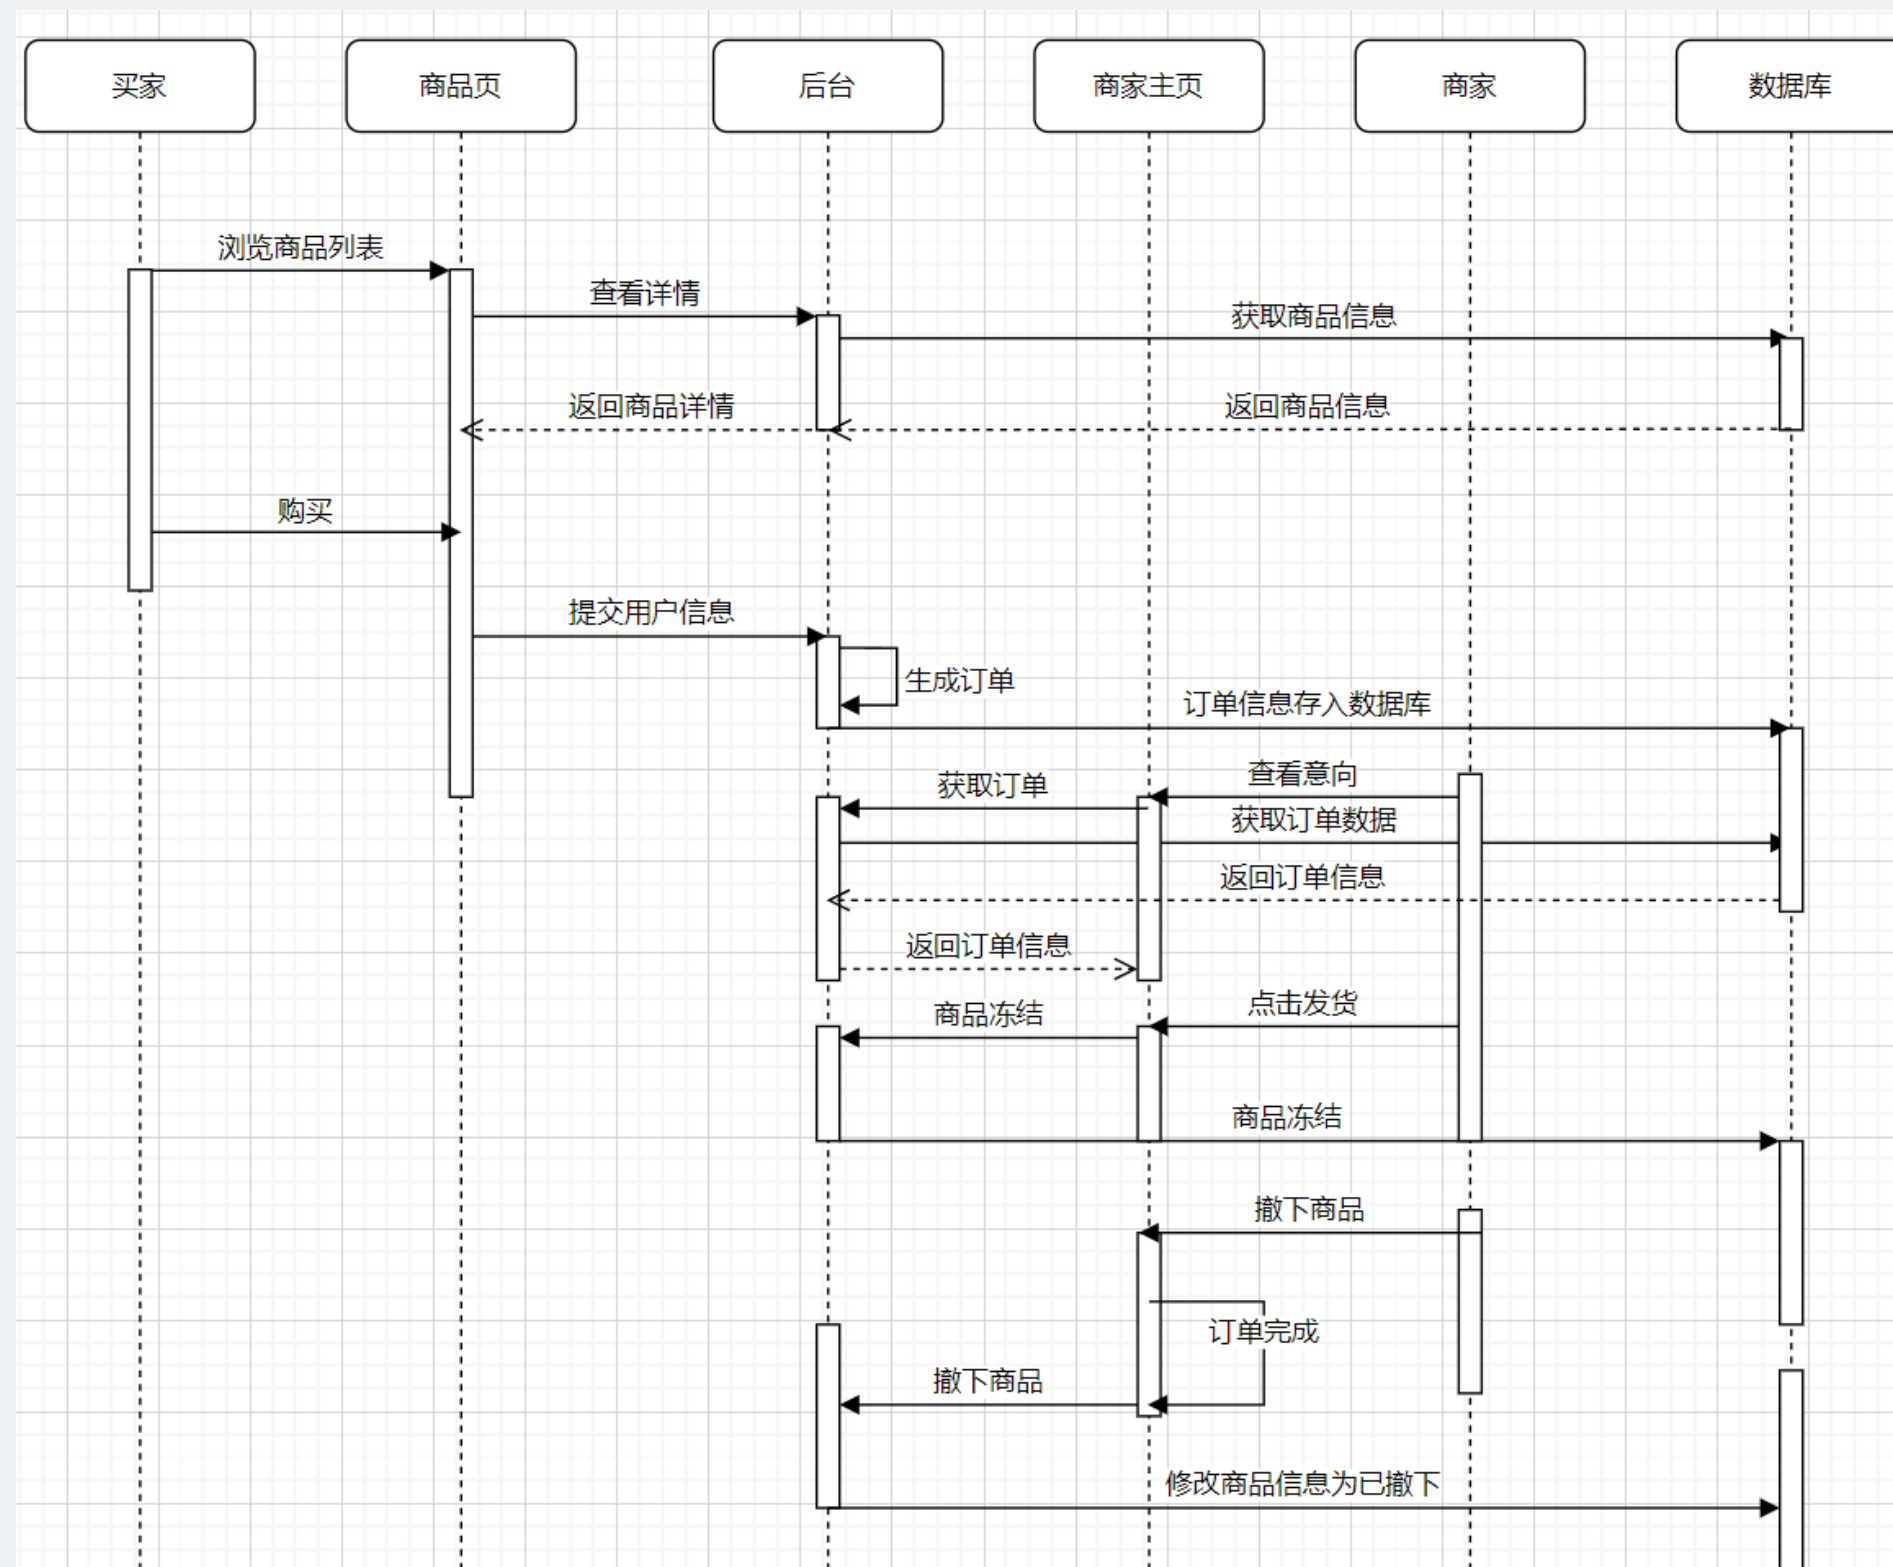 买家
商品页
后台
商家主页
商家
数据库
浏览商品列表
查看详情
获取商品信息
返回商品详情
返回商品信息
购买
提交用户信息
生成订单
订单信息存入数据库
查看意向
获取订单
获取订单数据
返回订单信息
返回订单信息
点击发货
商品冻结
商品冻结
撤下商品
订单完成
撤下商品
修改商品信息为已撤下